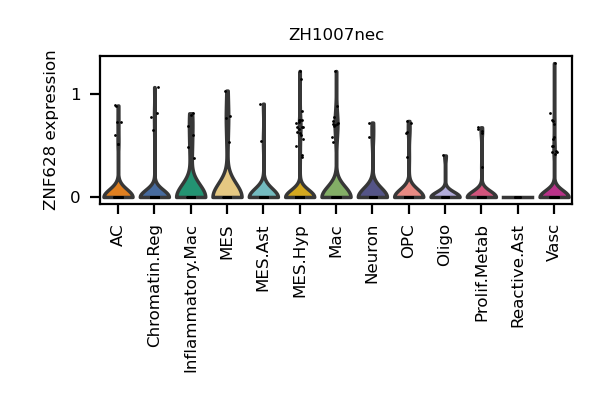 ZH1007nec
ZNF628 expression
1
0
AC
Chromatin.Reg
Inflammatory.Mac
MES
MES.Ast
MES.Hyp
Mac
Neuron
OPC
Oligo
Prolif.Metab
Reactive.Ast
Vasc